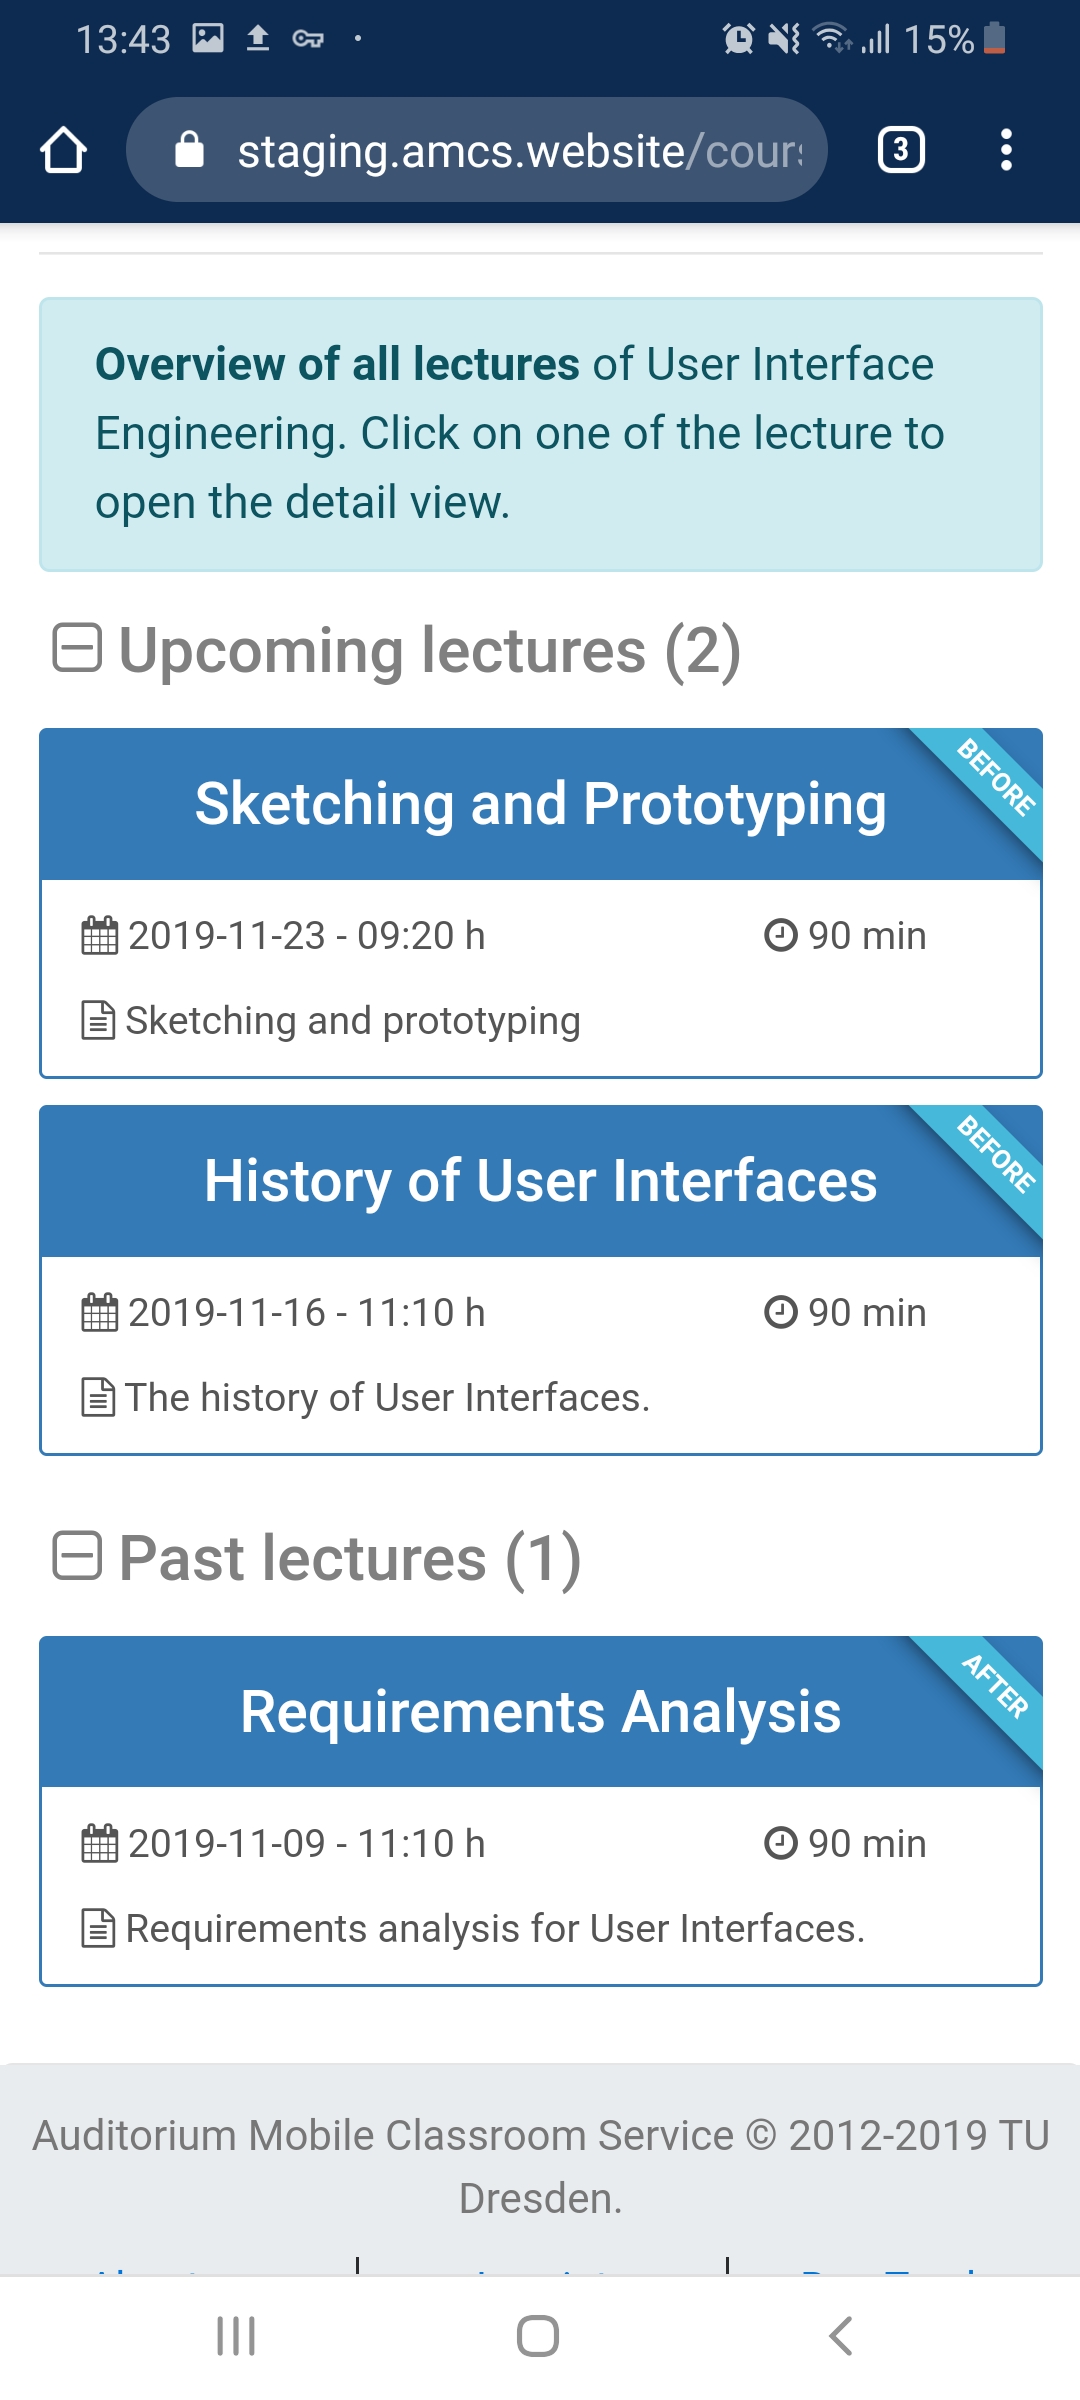 13:43
15%
staging.amcs.website/cour
3
Overview of all lectures of User Interface
Engineering. Click on one of the lecture to
open the detail view.
Upcoming lectures (2)
BEFORE
Sketching and Prototyping
2019-11-23 - 09:20 h
90 min
Sketching and prototyping
BEFORE
History of User Interfaces
2019-11-16 - 11:10 h
90 min
The history of User Interfaces.
Past lectures (1)
AFTER
Requirements Analysis
2019-11-09 - 11:10 h
90 min
Requirements analysis for User Interfaces.
Auditorium Mobile Classroom Service © 2012-2019 TU
Dresden.